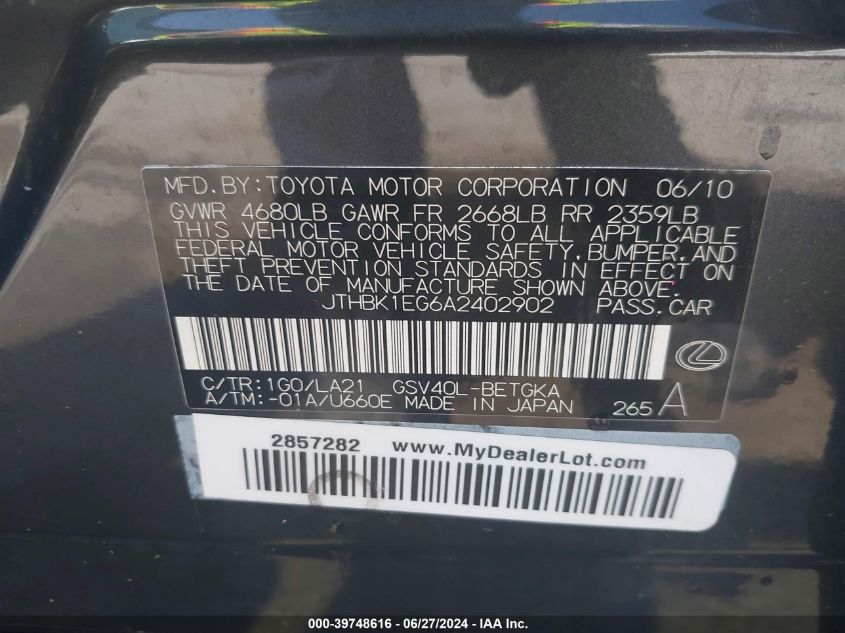 MFD.BY:TOYOTA MOTOR CORPORATION 06/10
GVWR 4680LB GAWR FR 2668LB RR 2359LB
THIS VEHICLE CONFORMS TO ALL APPLICABLE
FEDERAL MOTOR VEHICLE SAFETY,BUMPER,AND
THEFT PREVENTION STANDARDS IN EFFECT ON
THE DATE OF MANUFACTURE SHOWN ABOVE.
JTHBK1EG6A2402902 PASS.CAR
C/TR:1G0/LA21 GSV40L-BETGKA
A/TM:-01A/U660E MADE IN JAPAN 265 A
2857282 www.MyDealerLot.com
000-39748616 - 06/27/2024 - IAA Inc.